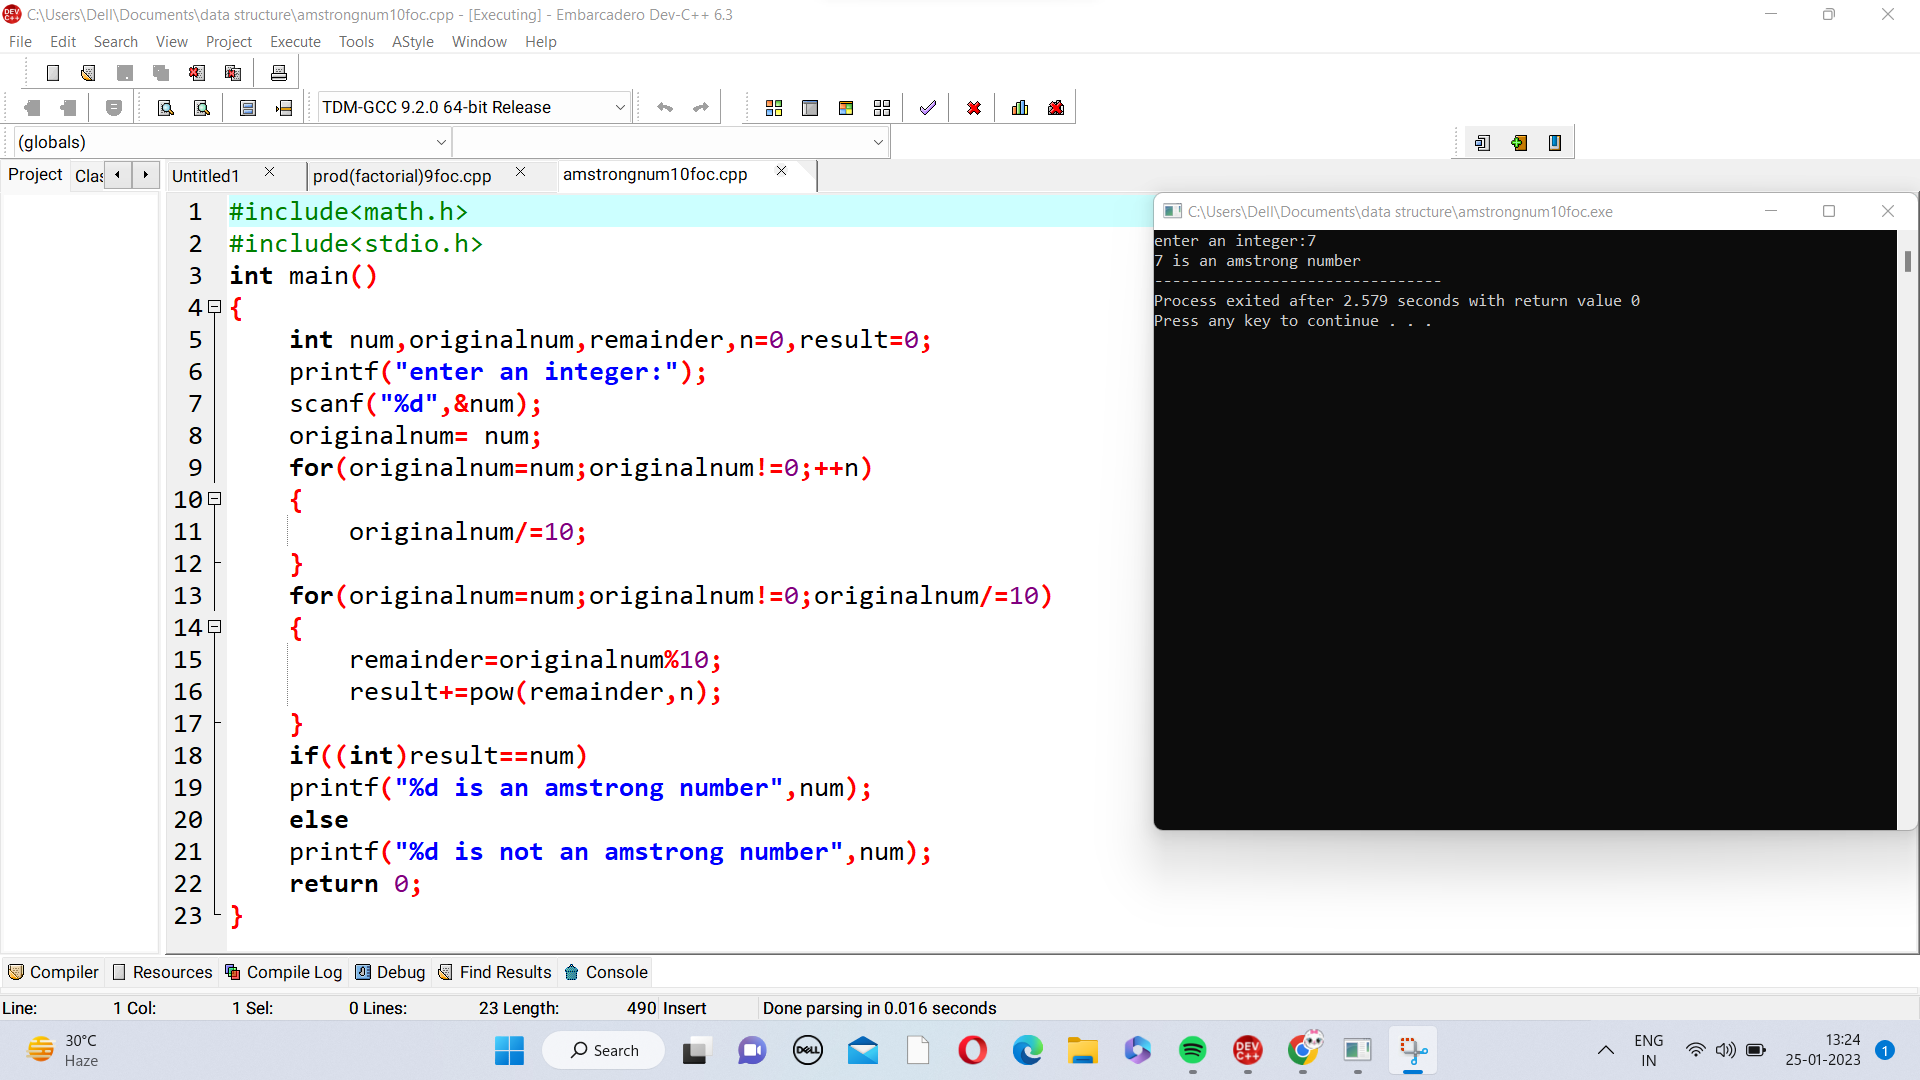 C:\Users\Dell\Documents\data structure\amstrongnum10foc.cpp - [Executing] - Embarcadero Dev-C++ 6.3
File Edit Search View Project Execute Tools AStyle Window Help
TDM-GCC 9.2.0 64-bit Release
(globals)
Project Clas Untitled1 prod(factorial)9foc.cpp amstrongnum10foc.cpp
1 #include<math.h>
2 #include<stdio.h>
3 int main()
4 {
5 int num,originalnum,remainder,n=0,result=0;
6 printf("enter an integer:");
7 scanf("%d",&num);
8 originalnum= num;
9 for(originalnum=num;originalnum!=0;++n)
10 {
11 originalnum/=10;
12 }
13 for(originalnum=num;originalnum!=0;originalnum/=10)
14 {
15 remainder=originalnum%10;
16 result+=pow(remainder,n);
17 }
18 if((int)result==num)
19 printf("%d is an amstrong number",num);
20 else
21 printf("%d is not an amstrong number",num);
22 return 0;
23 }
C:\Users\Dell\Documents\data structure\amstrongnum10foc.exe
enter an integer:7
7 is an amstrong number
--------------------------------
Process exited after 2.579 seconds with return value 0
Press any key to continue . . .
Compiler Resources Compile Log Debug Find Results Console
Line: 1 Col: 1 Sel: 0 Lines: 23 Length: 490 Insert Done parsing in 0.016 seconds
30°C
Haze
Search
DELL
DEV C++
ENG
IN
13:24
25-01-2023
1